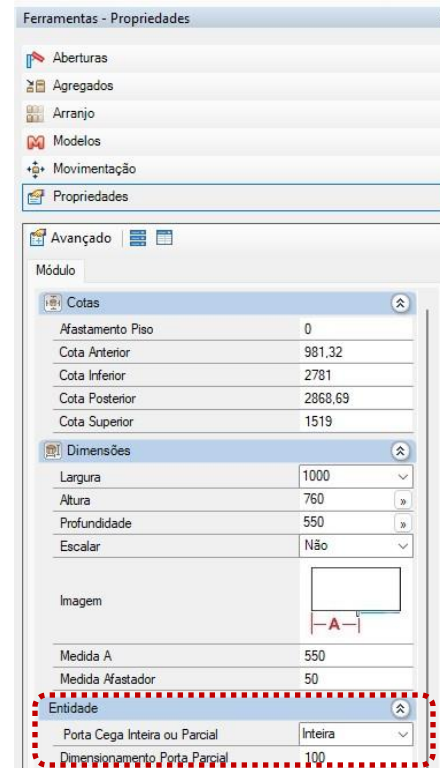 Ferramentas - Propriedades
Aberturas
Agregados
Arranjo
Modelos
Movimentação
Propriedades
Avançado
Módulo
Cotas
Afastamento Piso 0
Cota Anterior 981,32
Cota Inferior 2781
Cota Posterior 2868,69
Cota Superior 1519
Dimensões
Largura 1000
Altura 760
Profundidade 550
Escalar Não
Imagem
A
Medida A 550
Medida Afastador 50
Entidade
Porta Cega Inteira ou Parcial Inteira
Dimensionamento Porta Parcial 100